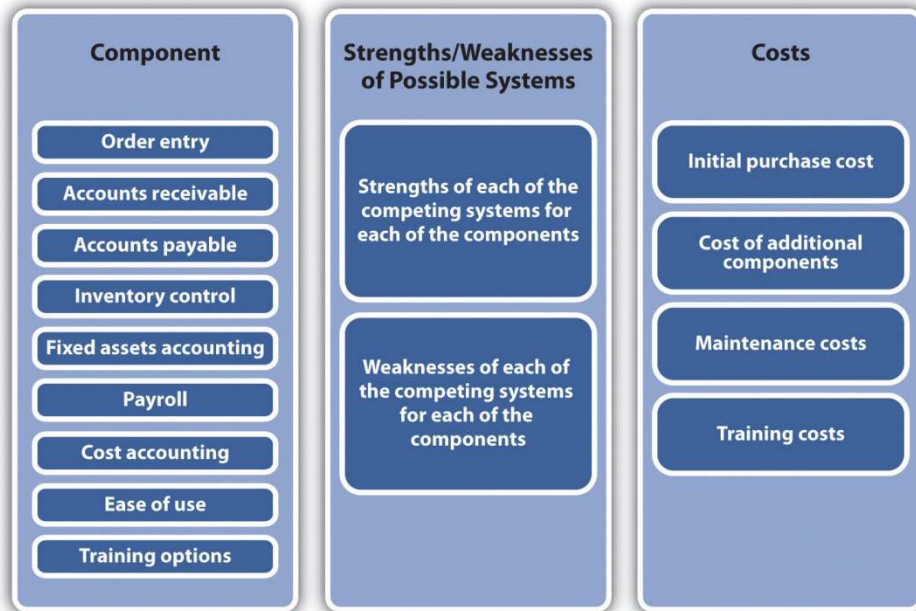 Component
Order entry
Accounts receivable
Accounts payable
Inventory control
Fixed assets accounting
Payroll
Cost accounting
Ease of use
Training options
Strengths/Weaknesses
of Possible Systems
Strengths of each of the
competing systems for
each of the components
Weaknesses of each of
the competing systems
for each of the
components
Costs
Initial purchase cost
Cost of additional
components
Maintenance costs
Training costs